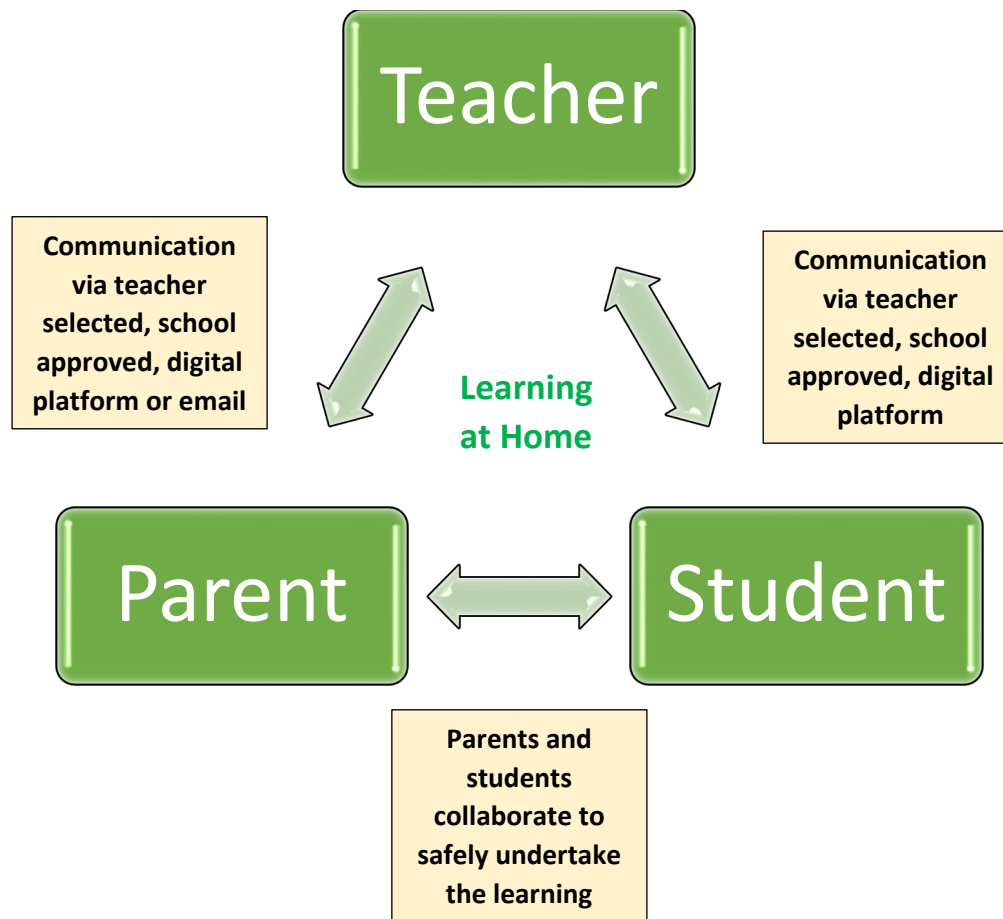 Teacher
Communication
via teacher
selected, school
approved, digital
platform or email
Communication
via teacher
selected, school
approved, digital
platform
Learning
at Home
Parent
Student
Parents and
students
collaborate to
safely undertake
the learning